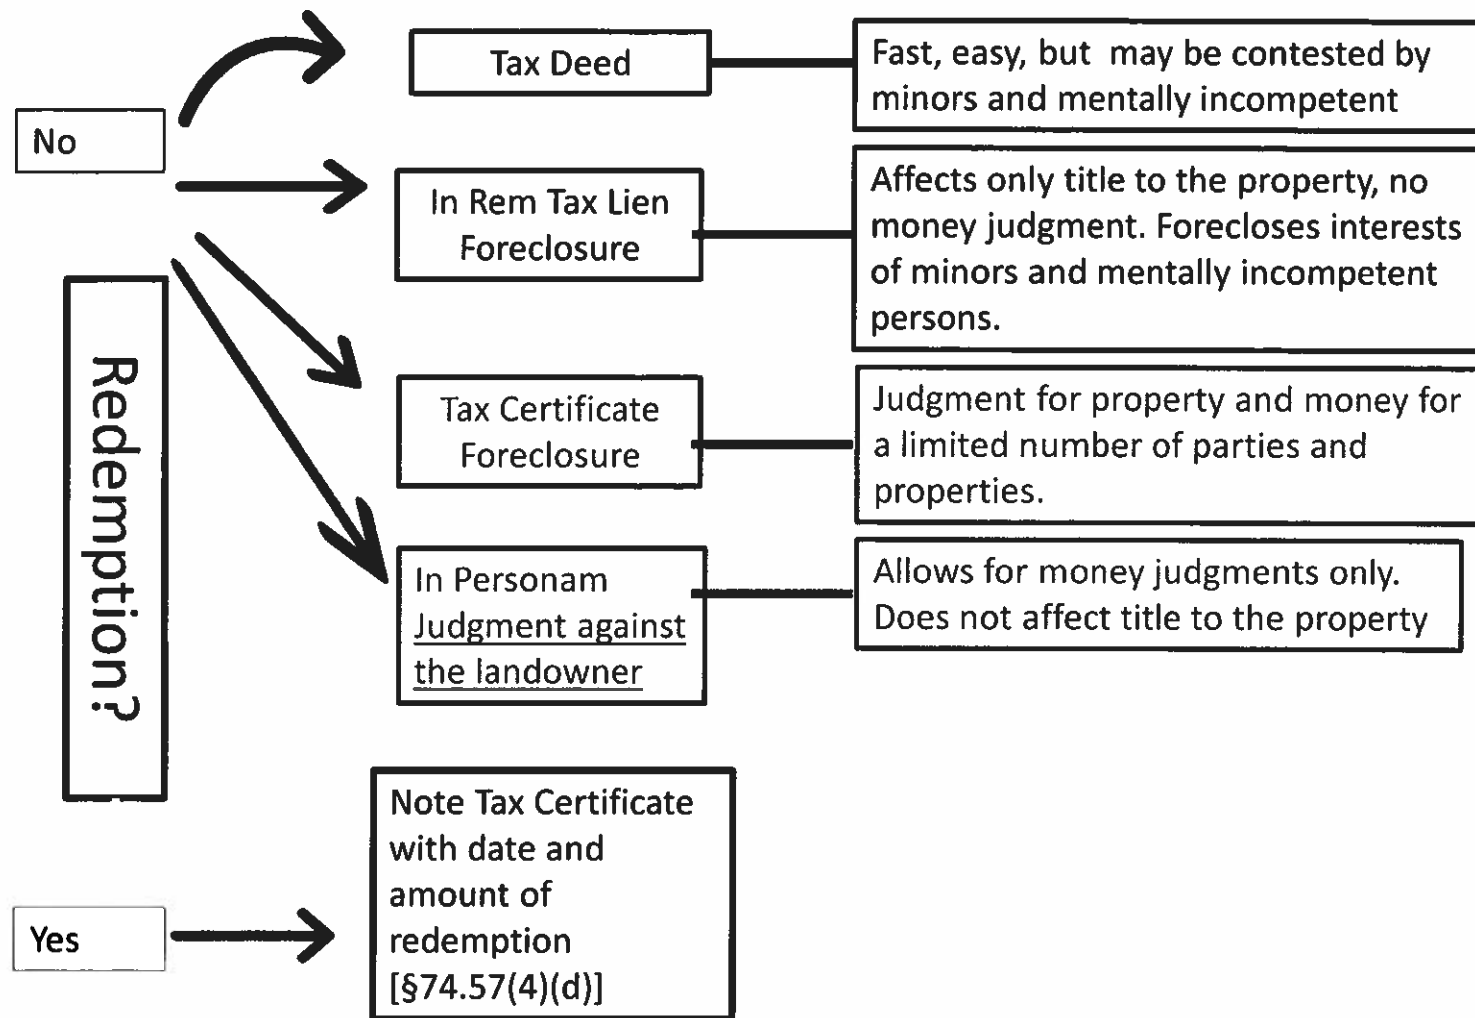 No
Redemption?
Yes
Tax Deed
Fast, easy, but may be contested by
minors and mentally incompetent
In Rem Tax Lien
Foreclosure
Affects only title to the property, no
money judgment. Forecloses interests
of minors and mentally incompetent
persons.
Tax Certificate
Foreclosure
Judgment for property and money for
a limited number of parties and
properties.
In Personam
Judgment against
the landowner
Allows for money judgments only.
Does not affect title to the property
Note Tax Certificate
with date and
amount of
redemption
[§74.57(4)(d)]